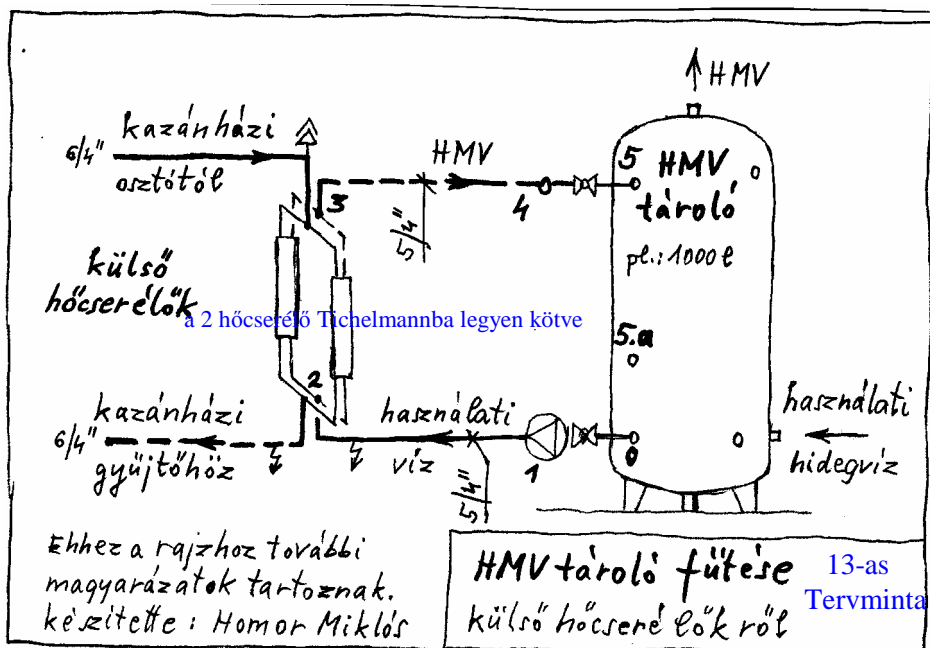 HMV
kazánházi
6/4"
osztótól
HMV
3
4
5/4"
5
HMV
tároló
pl.: 1000 l
külső
hőcserélők
a 2 hőcserélő Tichelmannba legyen kötve
5.a
2
kazánházi
6/4"
gyűjtőhöz
használati
víz
5/4"
1
használati
hidegvíz
Ehhez a rajzhoz további
magyarázatok tartoznak.
készítette: Homor Miklós
HMV tároló fűtése
külső hőcserélőkről
13-as
Tervminta